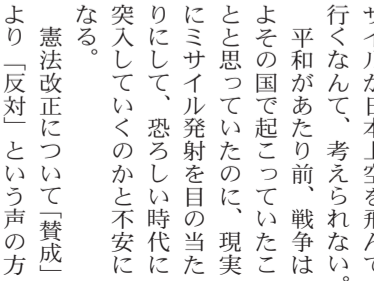 サイルが日本上空を飛んで
行くなんて、考えられない。
平和があたり前、戦争は
よその国で起こっていたこ
とと思っていたのに、現実
にミサイル発射を目の当た
りにして、恐ろしい時代に
突入していくのかと不安に
なる。
憲法改正について「賛成」
より「反対」という声の方